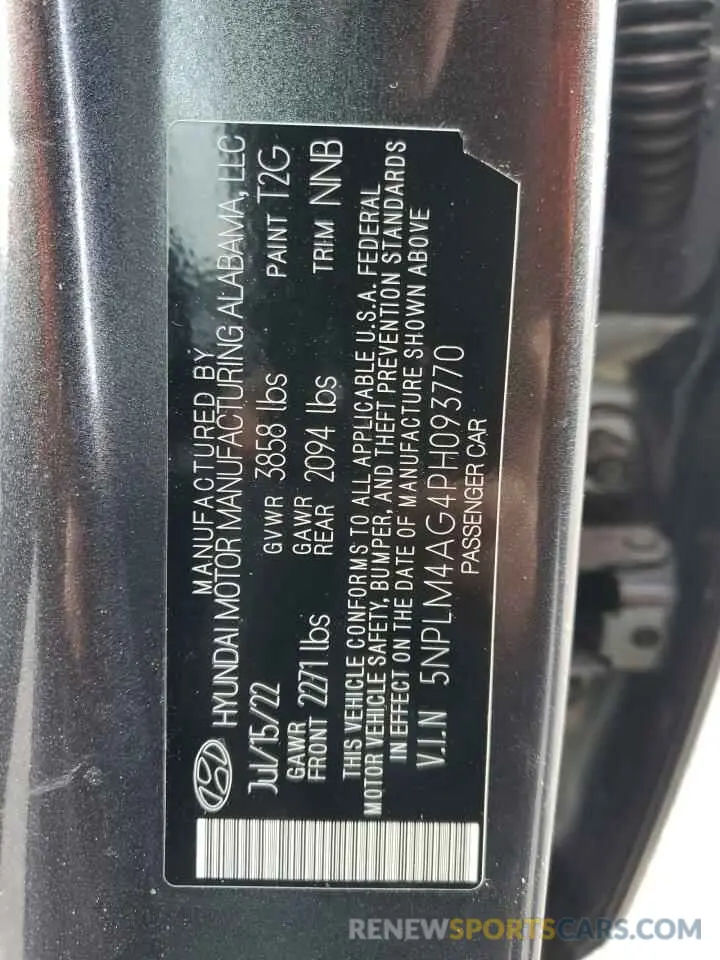 MANUFACTURED BY
HYUNDAI MOTOR MANUFACTURING ALABAMA, LLC
Jul/15/22 GVWR 3858 lbs PAINT T2G
GAWR FRONT 2271 lbs GAWR REAR 2094 lbs TRIM NNB
THIS VEHICLE CONFORMS TO ALL APPLICABLE U.S.A. FEDERAL
MOTOR VEHICLE SAFETY, BUMPER, AND THEFT PREVENTION STANDARDS
IN EFFECT ON THE DATE OF MANUFACTURE SHOWN ABOVE
V.I.N 5NPLM4AG4PH093770
PASSENGER CAR
RENEWSPORTSCARS.COM